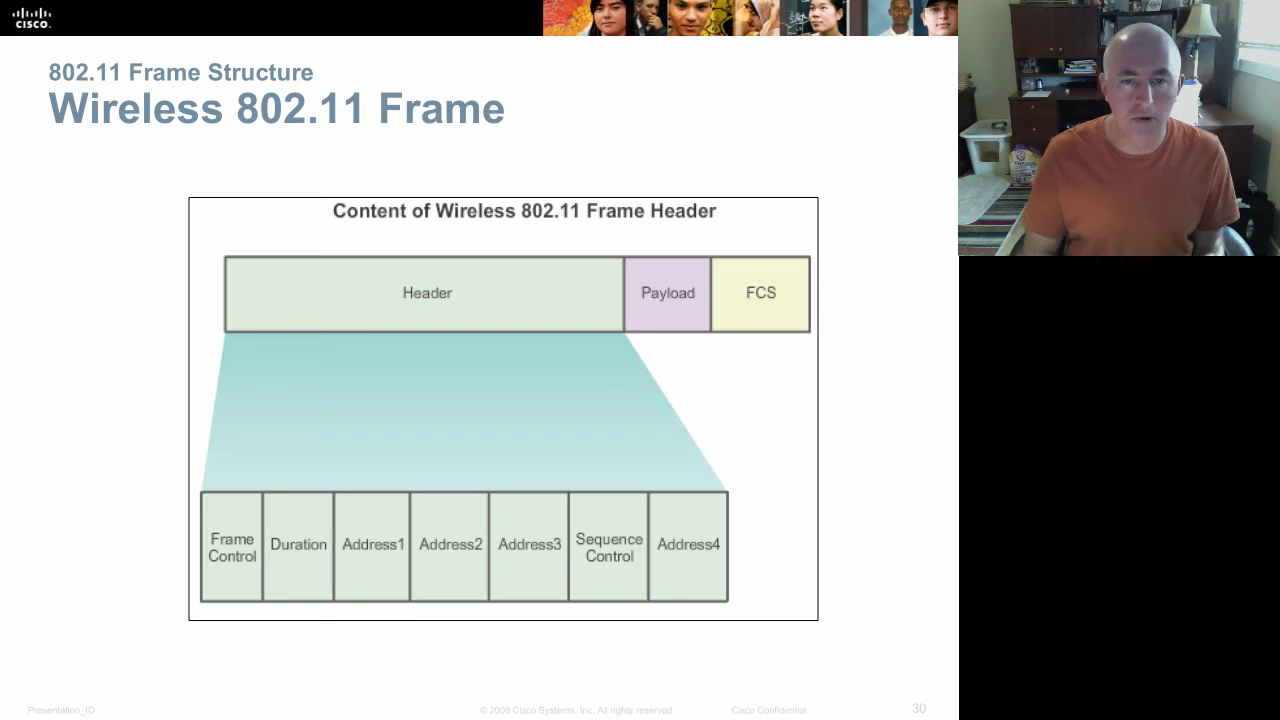 CISCO.
802.11 Frame Structure
Wireless 802.11 Frame
Content of Wireless 802.11 Frame Header
Header
Payload
FCS
Frame Control
Duration
Address1
Address2
Address3
Sequence Control
Address4
Presentation_ID
© 2008 Cisco Systems, Inc. All rights reserved.
Cisco Confidential
30